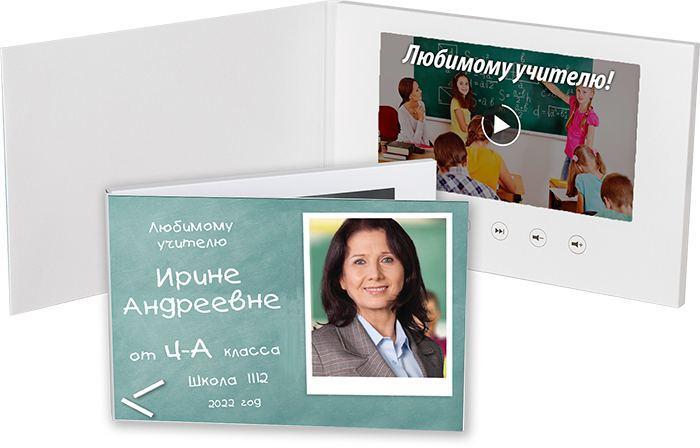 Любимому учителю!
Любимому
учителю
Ирине
Андреевне
от 4-А класса
Школа 1112
2022 год